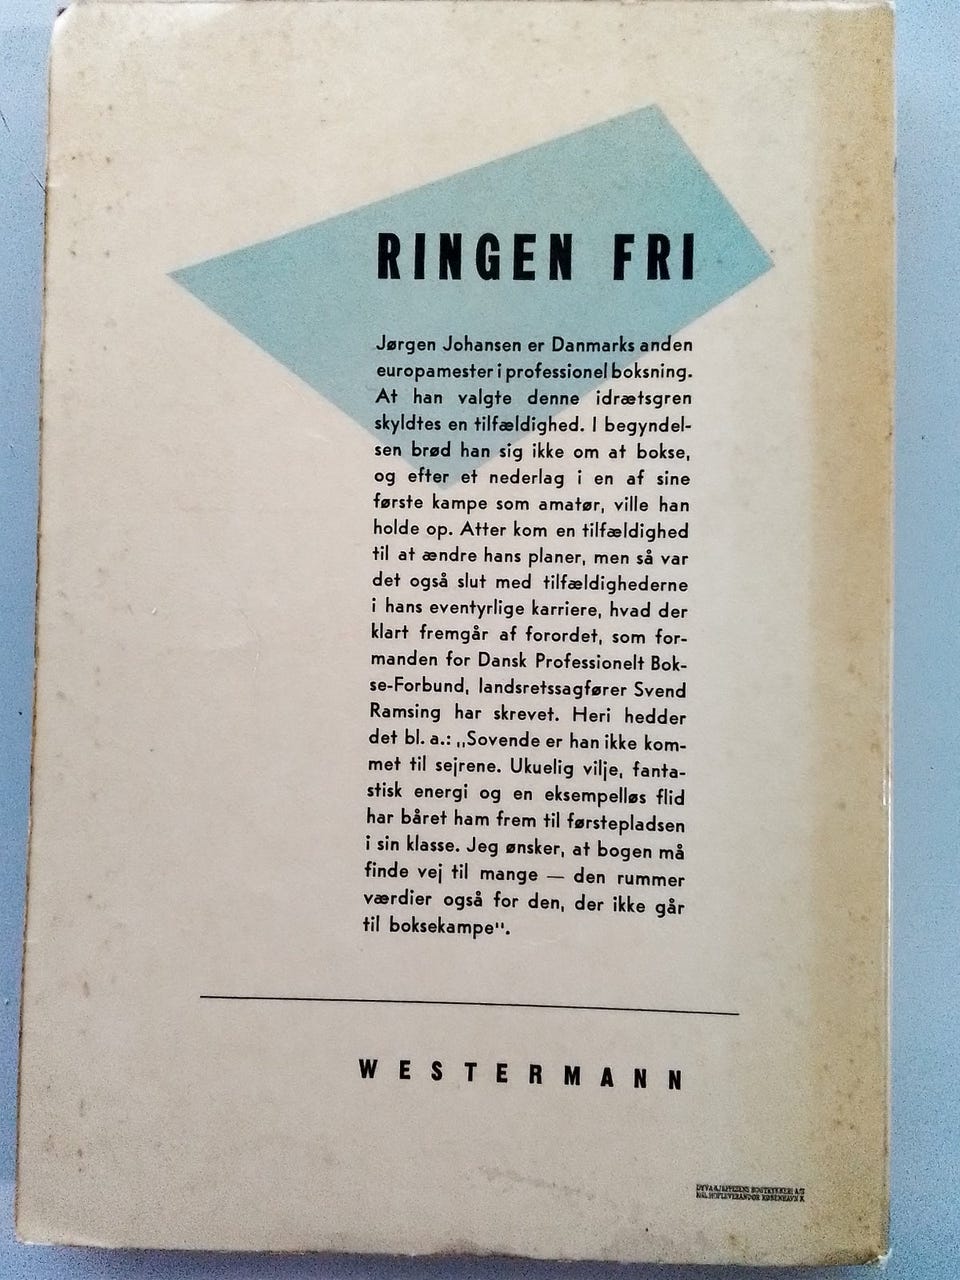 RINGEN FRI
Jørgen Johansen er Danmarks anden
europamester i professionel boksning.
At han valgte denne idrætsgren
skyldtes en tilfældighed. I begyndel-
sen brød han sig ikke om at bokse,
og efter et nederlag i en af sine
første kampe som amatør, ville han
holde op. Atter kom en tilfældighed
til at ændre hans planer, men så var
det også slut med tilfældighederne
i hans eventyrlige karriere, hvad der
klart fremgår af forordet, som for-
manden for Dansk Professionelt Bok-
se-Forbund, landsretssagfører Svend
Ramsing har skrevet. Heri hedder
det bl. a.: „Sovende er han ikke kom-
met til sejrene. Ukuelig vilje, fanta-
stisk energi og en eksempelløs flid
har båret ham frem til førstepladsen
i sin klasse. Jeg ønsker, at bogen må
finde vej til mange — den rummer
værdier også for den, der ikke går
til boksekampe".
WESTERMANN
DYVA & JEPPESENS BOGTRYKKERI A/S
KGL. HOFLEVERANDØR KØBENHAVN K